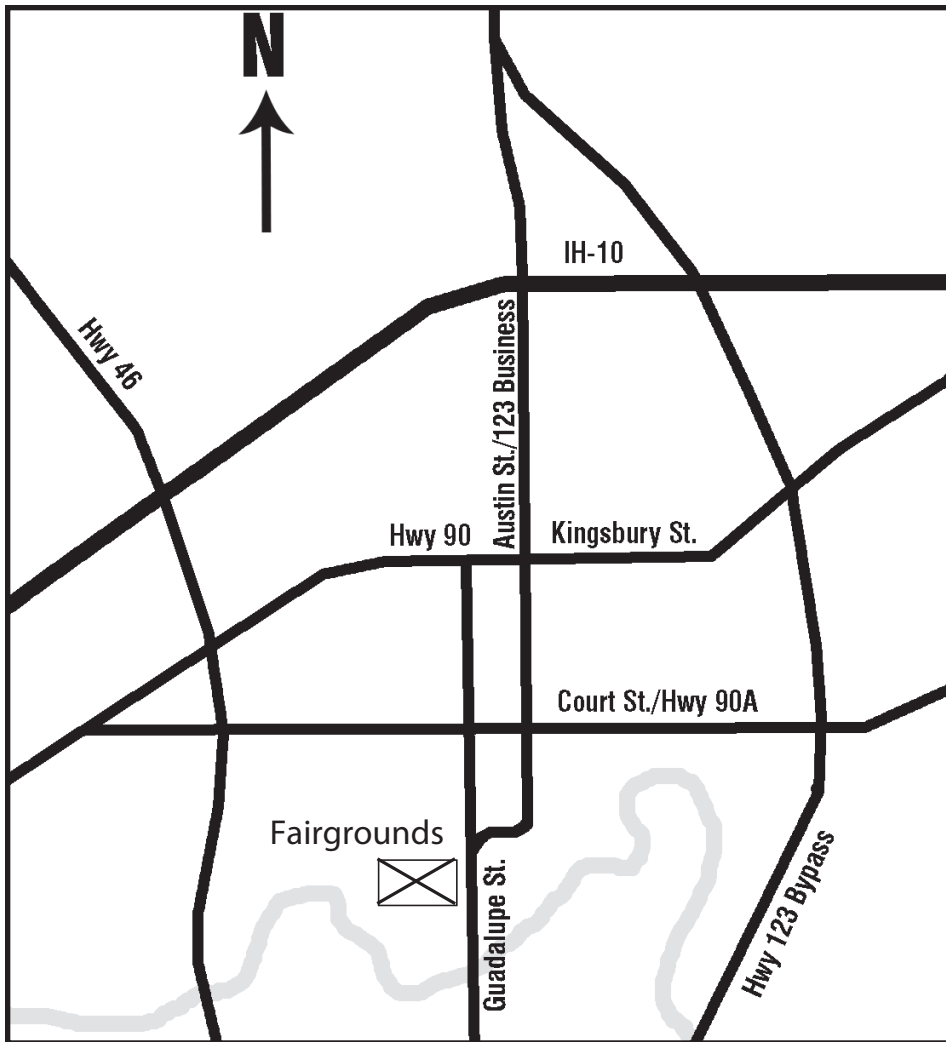 N
IH-10
Hwy 46
Austin St./123 Business
Hwy 90
Kingsbury St.
Court St./Hwy 90A
Fairgrounds
Guadalupe St.
Hwy 123 Bypass